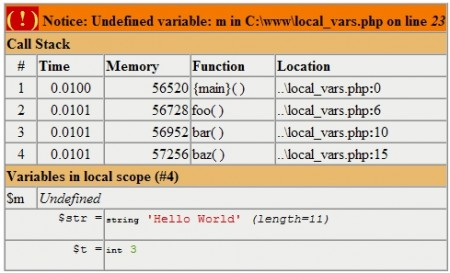 ( ! ) Notice: Undefined variable: m in C:\www\local_vars.php on line 23
Call Stack
# Time Memory Function Location
1 0.0100 56520 {main}( ) ..\local_vars.php:0
2 0.0101 56728 foo( ) ..\local_vars.php:6
3 0.0101 56952 bar( ) ..\local_vars.php:10
4 0.0101 57256 baz( ) ..\local_vars.php:15
Variables in local scope (#4)
$m Undefined
$str = string 'Hello World' (length=11)
$t = int 3